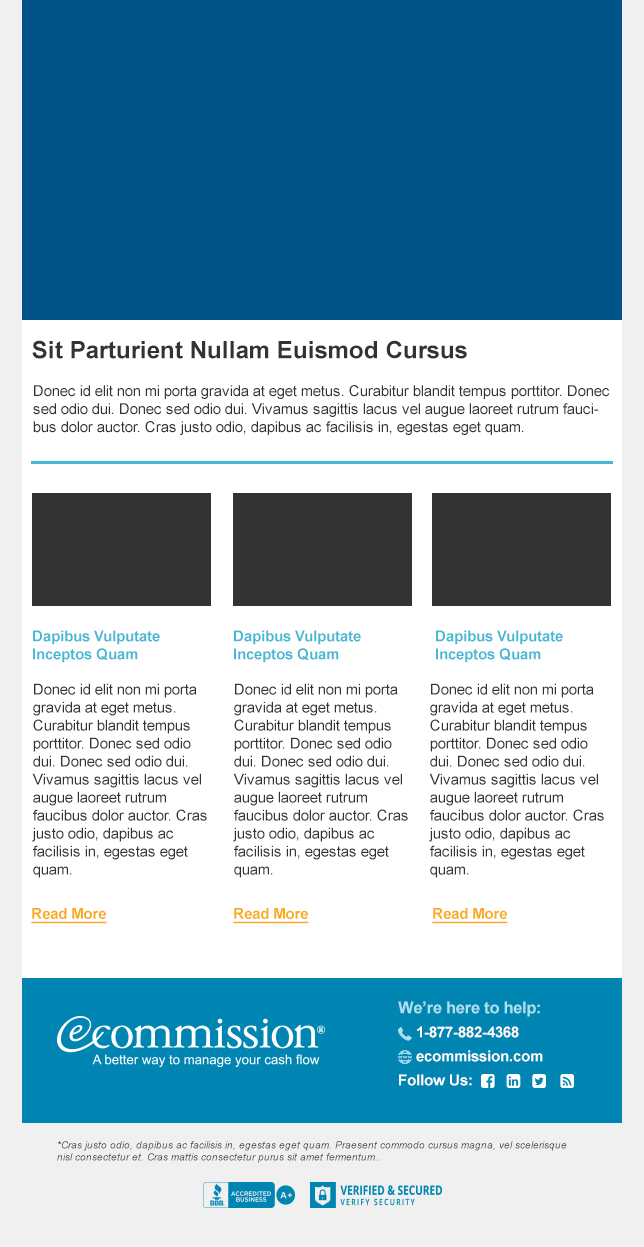 Sit Parturient Nullam Euismod Cursus
Donec id elit non mi porta gravida at eget metus. Curabitur blandit tempus porttitor. Donec
sed odio dui. Donec sed odio dui. Vivamus sagittis lacus vel augue laoreet rutrum fauci-
bus dolor auctor. Cras justo odio, dapibus ac facilisis in, egestas eget quam.
Dapibus Vulputate
Inceptos Quam
Donec id elit non mi porta
gravida at eget metus.
Curabitur blandit tempus
porttitor. Donec sed odio
dui. Donec sed odio dui.
Vivamus sagittis lacus vel
augue laoreet rutrum
faucibus dolor auctor. Cras
justo odio, dapibus ac
facilisis in, egestas eget
quam.
Read More
Dapibus Vulputate
Inceptos Quam
Donec id elit non mi porta
gravida at eget metus.
Curabitur blandit tempus
porttitor. Donec sed odio
dui. Donec sed odio dui.
Vivamus sagittis lacus vel
augue laoreet rutrum
faucibus dolor auctor. Cras
justo odio, dapibus ac
facilisis in, egestas eget
quam.
Read More
Dapibus Vulputate
Inceptos Quam
Donec id elit non mi porta
gravida at eget metus.
Curabitur blandit tempus
porttitor. Donec sed odio
dui. Donec sed odio dui.
Vivamus sagittis lacus vel
augue laoreet rutrum
faucibus dolor auctor. Cras
justo odio, dapibus ac
facilisis in, egestas eget
quam.
Read More
ecommission®
A better way to manage your cash flow
We're here to help:
1-877-882-4368
ecommission.com
Follow Us:
*Cras justo odio, dapibus ac facilisis in, egestas eget quam. Praesent commodo cursus magna, vel scelerisque
nisl consectetur et. Cras mattis consectetur purus sit amet fermentum..
BBB
ACCREDITED
BUSINESS
A+
VERIFIED & SECURED
VERIFY SECURITY